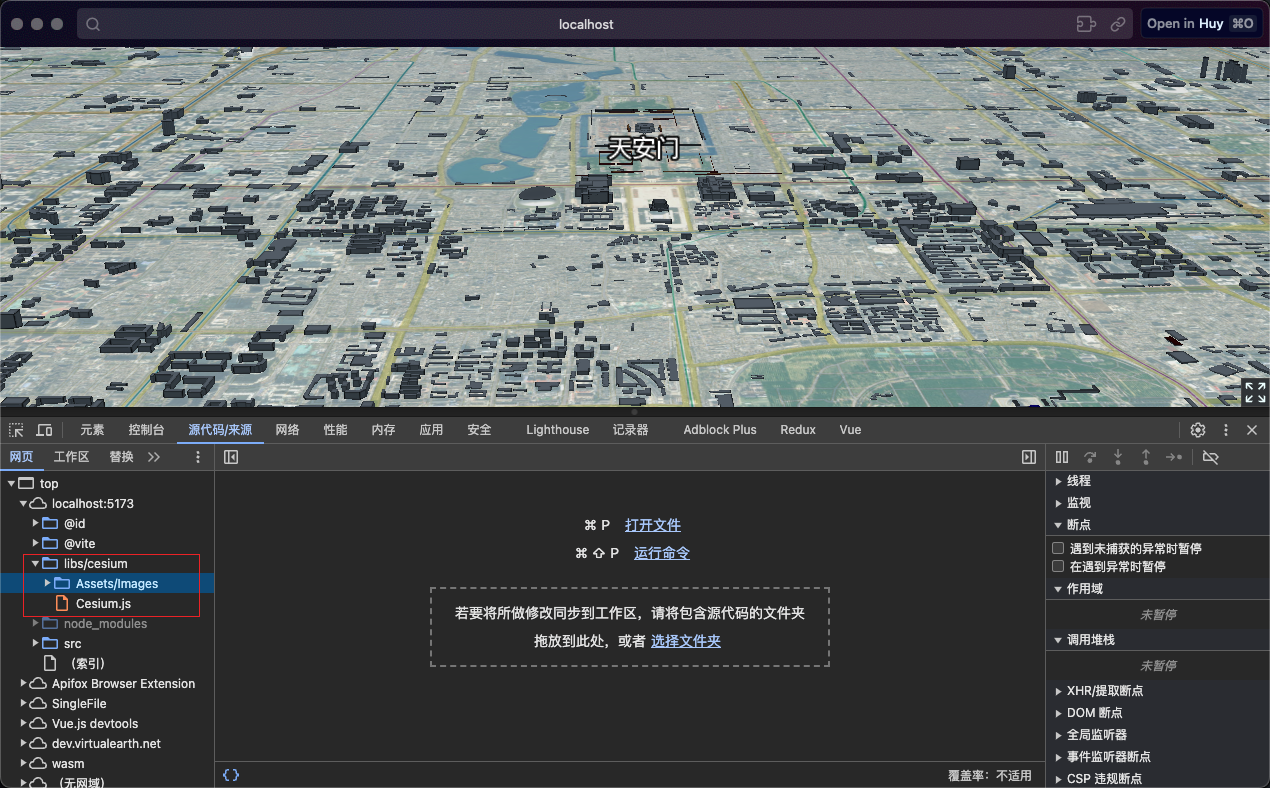 localhost
Open in Huy ⌘O
天安门
元素 控制台 源代码/来源 网络 性能 内存 应用 安全 Lighthouse 记录器 Adblock Plus Redux Vue
网页 工作区 替换
top
localhost:5173
@id
@vite
libs/cesium
Assets/Images
Cesium.js
node_modules
src
（索引）
Apifox Browser Extension
SingleFile
Vue.js devtools
dev.virtualearth.net
wasm
（无网域）
⌘ P 打开文件
⌘ ⇧ P 运行命令
若要将所做修改同步到工作区，请将包含源代码的文件夹
拖放到此处，或者 选择文件夹
{} 覆盖率：不适用
线程
监视
断点
遇到未捕获的异常时暂停
在遇到异常时暂停
作用域
未暂停
调用堆栈
未暂停
XHR/提取断点
DOM 断点
全局监听器
事件监听器断点
CSP 违规断点